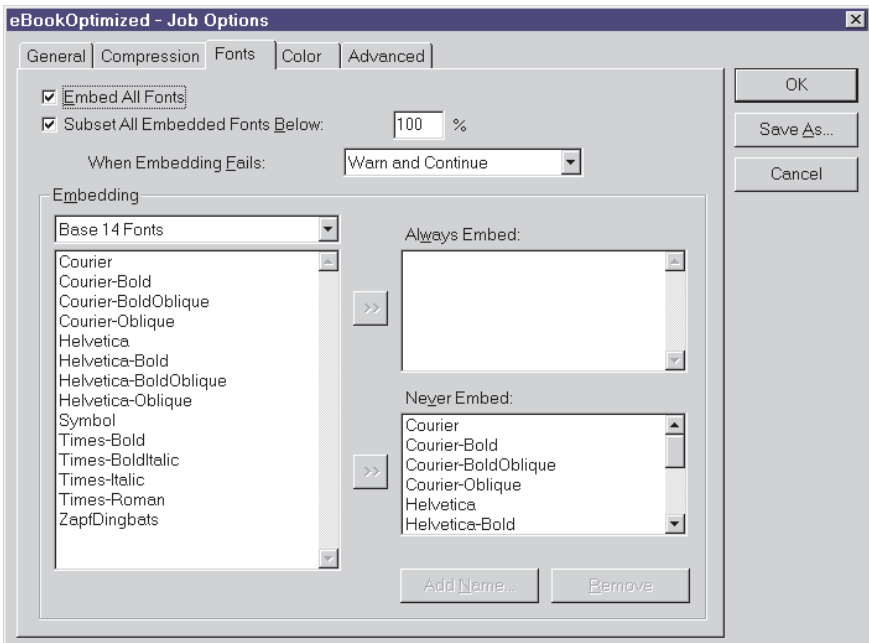 eBookOptimized - Job Options
General Compression Fonts Color Advanced
Embed All Fonts
Subset All Embedded Fonts Below: 100 %
When Embedding Fails: Warn and Continue
OK
Save As...
Cancel
Embedding
Base 14 Fonts
Courier
Courier-Bold
Courier-BoldOblique
Courier-Oblique
Helvetica
Helvetica-Bold
Helvetica-BoldOblique
Helvetica-Oblique
Symbol
Times-Bold
Times-BoldItalic
Times-Italic
Times-Roman
ZapfDingbats
>>
>>
Always Embed:
Never Embed:
Courier
Courier-Bold
Courier-BoldOblique
Courier-Oblique
Helvetica
Helvetica-Bold
Add Name... Remove